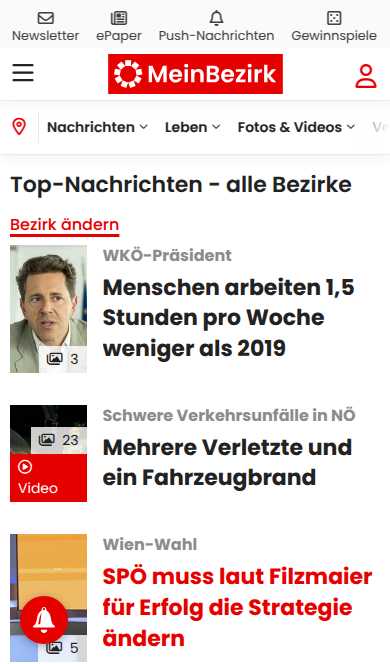 Newsletter
ePaper
Push-Nachrichten
Gewinnspiele
MeinBezirk
Nachrichten
Leben
Fotos & Videos
Top-Nachrichten - alle Bezirke
Bezirk ändern
3
WKÖ-Präsident
Menschen arbeiten 1,5
Stunden pro Woche
weniger als 2019
23
Video
Schwere Verkehrsunfälle in NÖ
Mehrere Verletzte und
ein Fahrzeugbrand
5
Wien-Wahl
SPÖ muss laut Filzmaier
für Erfolg die Strategie
ändern